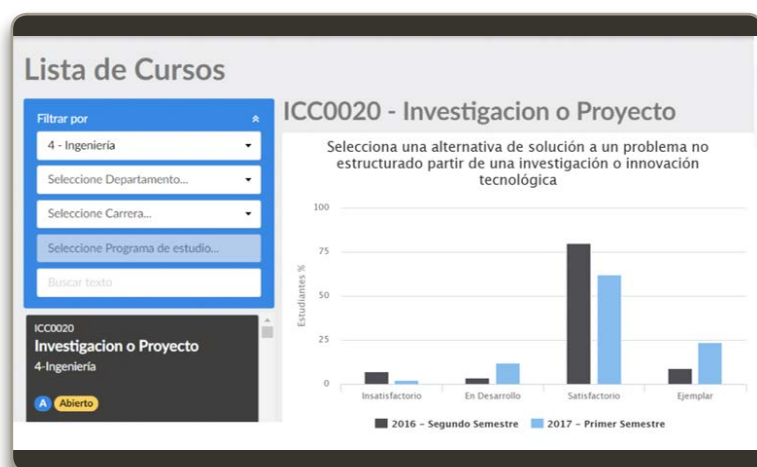 Lista de Cursos
Filtrar por
4 - Ingeniería
Seleccione Departamento...
Seleccione Carrera...
Seleccione Programa de estudio...
Buscar texto
ICC0020
Investigacion o Proyecto
4-Ingeniería
A Abierto
ICC0020 - Investigacion o Proyecto
Selecciona una alternativa de solución a un problema no
estructurado partir de una investigación o innovación
tecnológica
Estudiantes %
100
75
50
25
0
Insatisfactorio
En Desarrollo
Satisfactorio
Ejemplar
2016 - Segundo Semestre
2017 - Primer Semestre